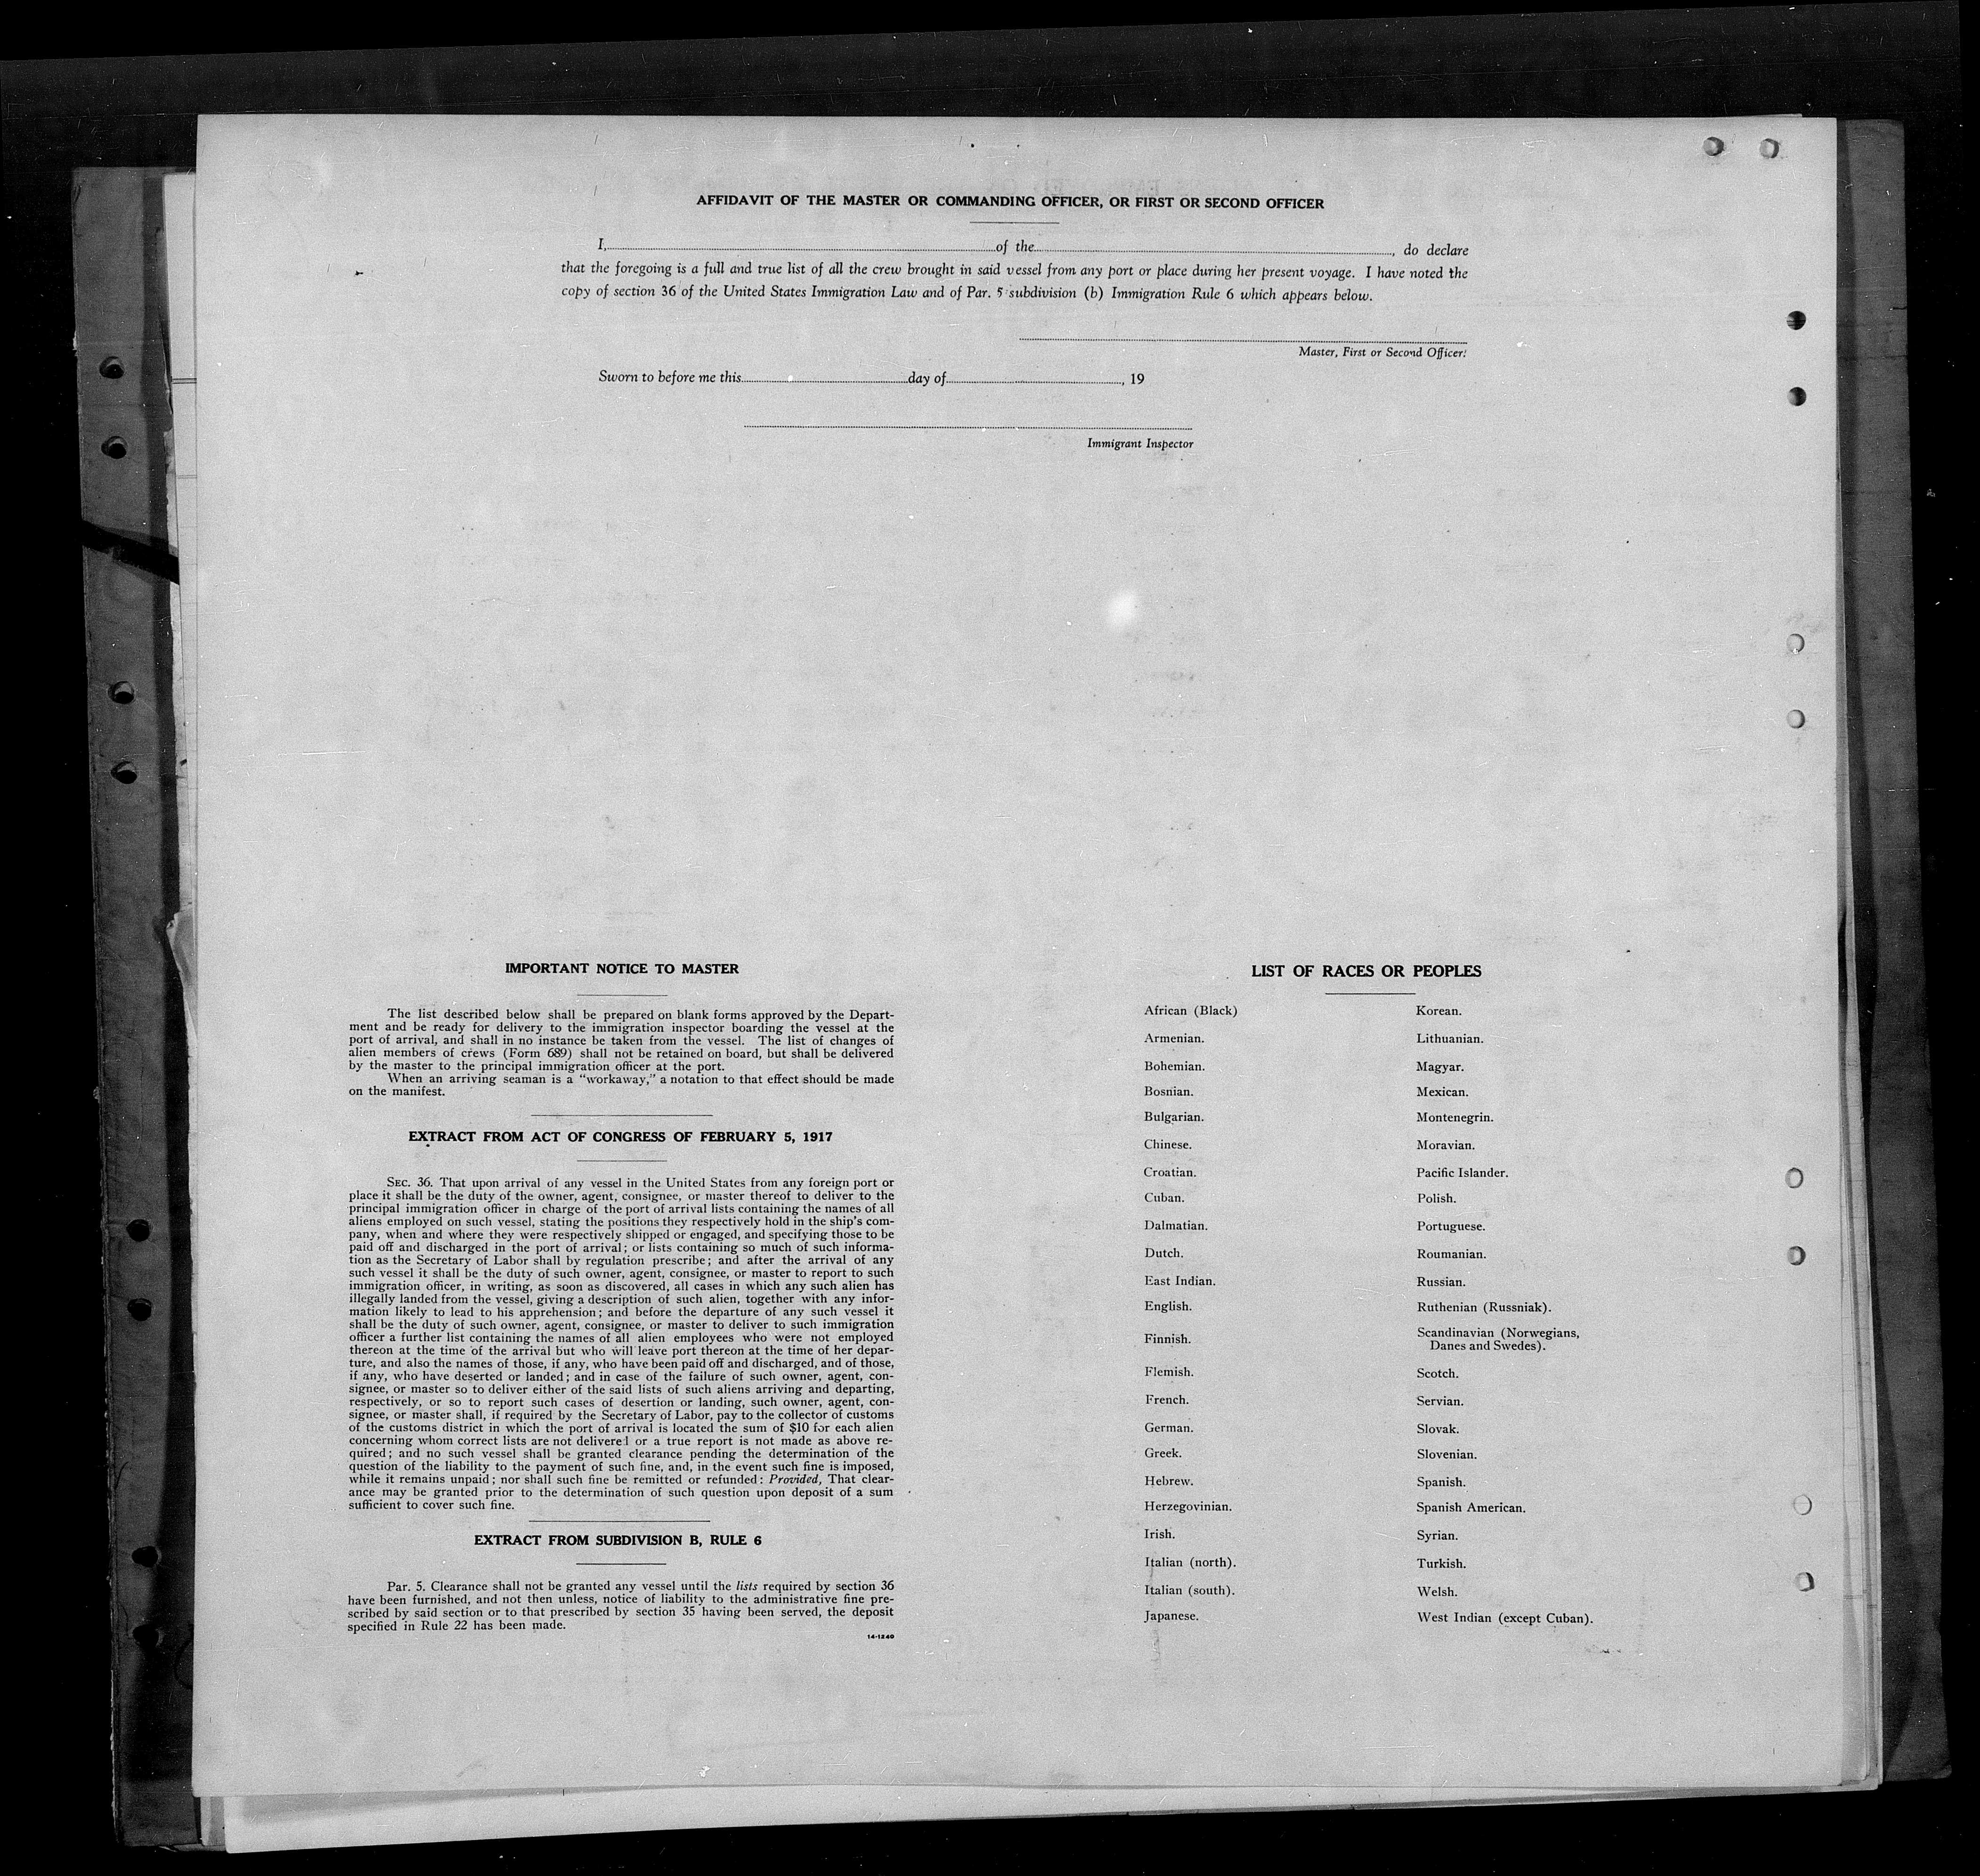 AFFIDAVIT OF THE MASTER OR COMMANDING OFFICER, OR FIRST OR SECOND OFFICER
I, of the , do declare
that the foregoing is a full and true list of all the crew brought in said vessel from any port or place during her present voyage. I have noted the
copy of section 36 of the United States Immigration Law and of Par. 5 subdivision (b) Immigration Rule 6 which appears below.
Master, First or Second Officer.
Sworn to before me this day of , 19
Immigrant Inspector
IMPORTANT NOTICE TO MASTER
The list described below shall be prepared on blank forms approved by the Depart-
ment and be ready for delivery to the immigration inspector boarding the vessel at the
port of arrival, and shall in no instance be taken from the vessel. The list of changes of
alien members of crews (Form 689) shall not be retained on board, but shall be delivered
by the master to the principal immigration officer at the port.
When an arriving seaman is a "workaway," a notation to that effect should be made
on the manifest.
EXTRACT FROM ACT OF CONGRESS OF FEBRUARY 5, 1917
SEC. 36. That upon arrival of any vessel in the United States from any foreign port or
place it shall be the duty of the owner, agent, consignee, or master thereof to deliver to the
principal immigration officer in charge of the port of arrival lists containing the names of all
aliens employed on such vessel, stating the positions they respectively hold in the ship's com-
pany, when and where they were respectively shipped or engaged, and specifying those to be
paid off and discharged in the port of arrival; or lists containing so much of such informa-
tion as the Secretary of Labor shall by regulation prescribe; and after the arrival of any
such vessel it shall be the duty of such owner, agent, consignee, or master to report to such
immigration officer, in writing, as soon as discovered, all cases in which any such alien has
illegally landed from the vessel, giving a description of such alien, together with any infor-
mation likely to lead to his apprehension; and before the departure of any such vessel it
shall be the duty of such owner, agent, consignee, or master to deliver to such immigration
officer a further list containing the names of all alien employees who were not employed
thereon at the time of the arrival but who will leave port thereon at the time of her depar-
ture, and also the names of those, if any, who have been paid off and discharged, and of those,
if any, who have deserted or landed; and in case of the failure of such owner, agent, con-
signee, or master so to deliver either of the said lists of such aliens arriving and departing,
respectively, or so to report such cases of desertion or landing, such owner, agent, con-
signee, or master shall, if required by the Secretary of Labor, pay to the collector of customs
of the customs district in which the port of arrival is located the sum of $10 for each alien
concerning whom correct lists are not delivered or a true report is not made as above re-
quired; and no such vessel shall be granted clearance pending the determination of the
question of the liability to the payment of such fine, and, in the event such fine is imposed,
while it remains unpaid; nor shall such fine be remitted or refunded: Provided, That clear-
ance may be granted prior to the determination of such question upon deposit of a sum
sufficient to cover such fine.
EXTRACT FROM SUBDIVISION B, RULE 6
Par. 5. Clearance shall not be granted any vessel until the lists required by section 36
have been furnished, and not then unless, notice of liability to the administrative fine pre-
scribed by said section or to that prescribed by section 35 having been served, the deposit
specified in Rule 22 has been made.
14-1240
LIST OF RACES OR PEOPLES
African (Black)
Armenian.
Bohemian.
Bosnian.
Bulgarian.
Chinese.
Croatian.
Cuban.
Dalmatian.
Dutch.
East Indian.
English.
Finnish.
Flemish.
French.
German.
Greek.
Hebrew.
Herzegovinian.
Irish.
Italian (north).
Italian (south).
Japanese.
Korean.
Lithuanian.
Magyar.
Mexican.
Montenegrin.
Moravian.
Pacific Islander.
Polish.
Portuguese.
Roumanian.
Russian.
Ruthenian (Russniak).
Scandinavian (Norwegians,
Danes and Swedes).
Scotch.
Servian.
Slovak.
Slovenian.
Spanish.
Spanish American.
Syrian.
Turkish.
Welsh.
West Indian (except Cuban).